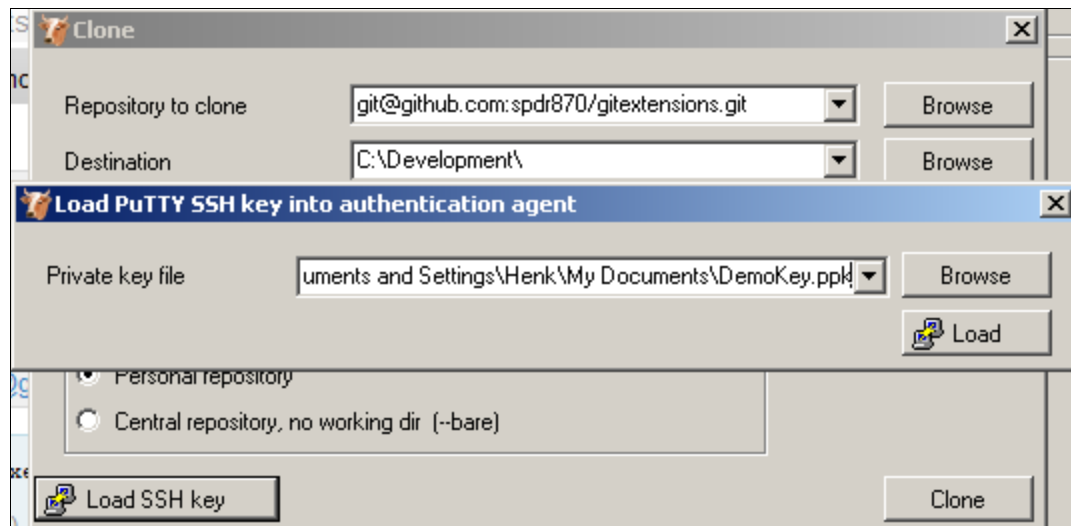 Clone
Repository to clone git@github.com:spdr870/gitextensions.git Browse
Destination C:\Development\ Browse
Load PuTTY SSH key into authentication agent
Private key file uments and Settings\Henk\My Documents\DemoKey.ppk Browse
Load
Personal repository
Central repository, no working dir (--bare)
Load SSH key Clone